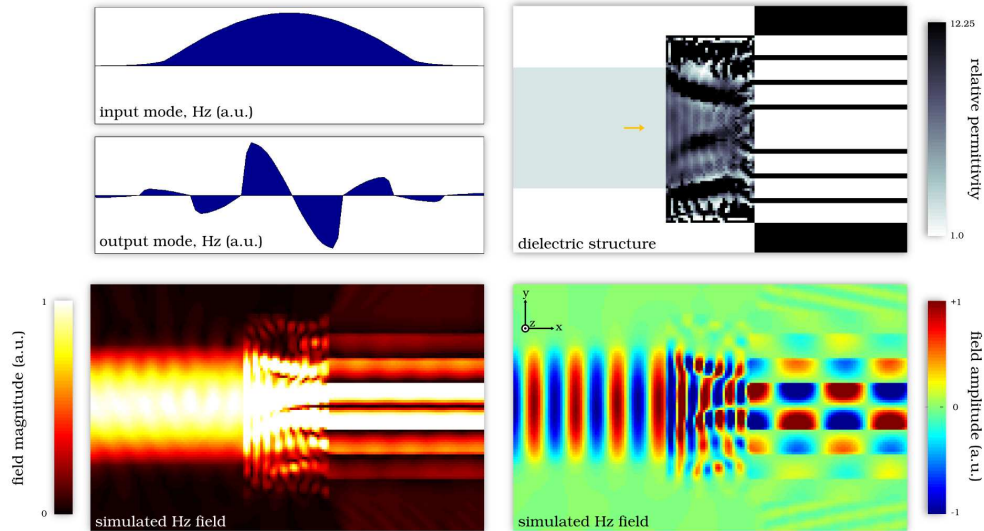 input mode, Hz (a.u.)
output mode, Hz (a.u.)
dielectric structure
12.25
relative permittivity
1.0
1
field magnitude (a.u.)
0
simulated Hz field
y
z
x
simulated Hz field
+1
0
-1
field amplitude (a.u.)